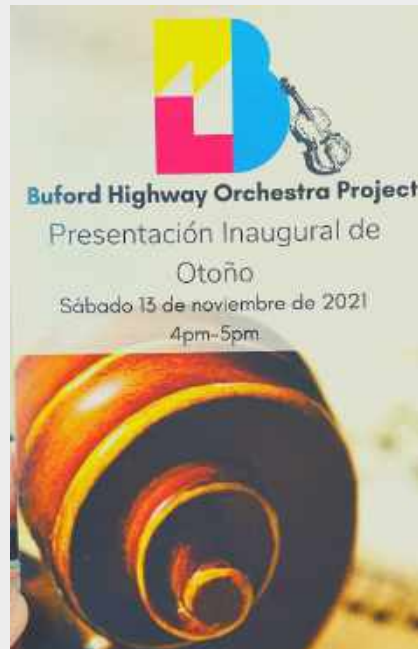 Buford Highway Orchestra Project
Presentación Inaugural de
Otoño
Sábado 13 de noviembre de 2021
4pm-5pm